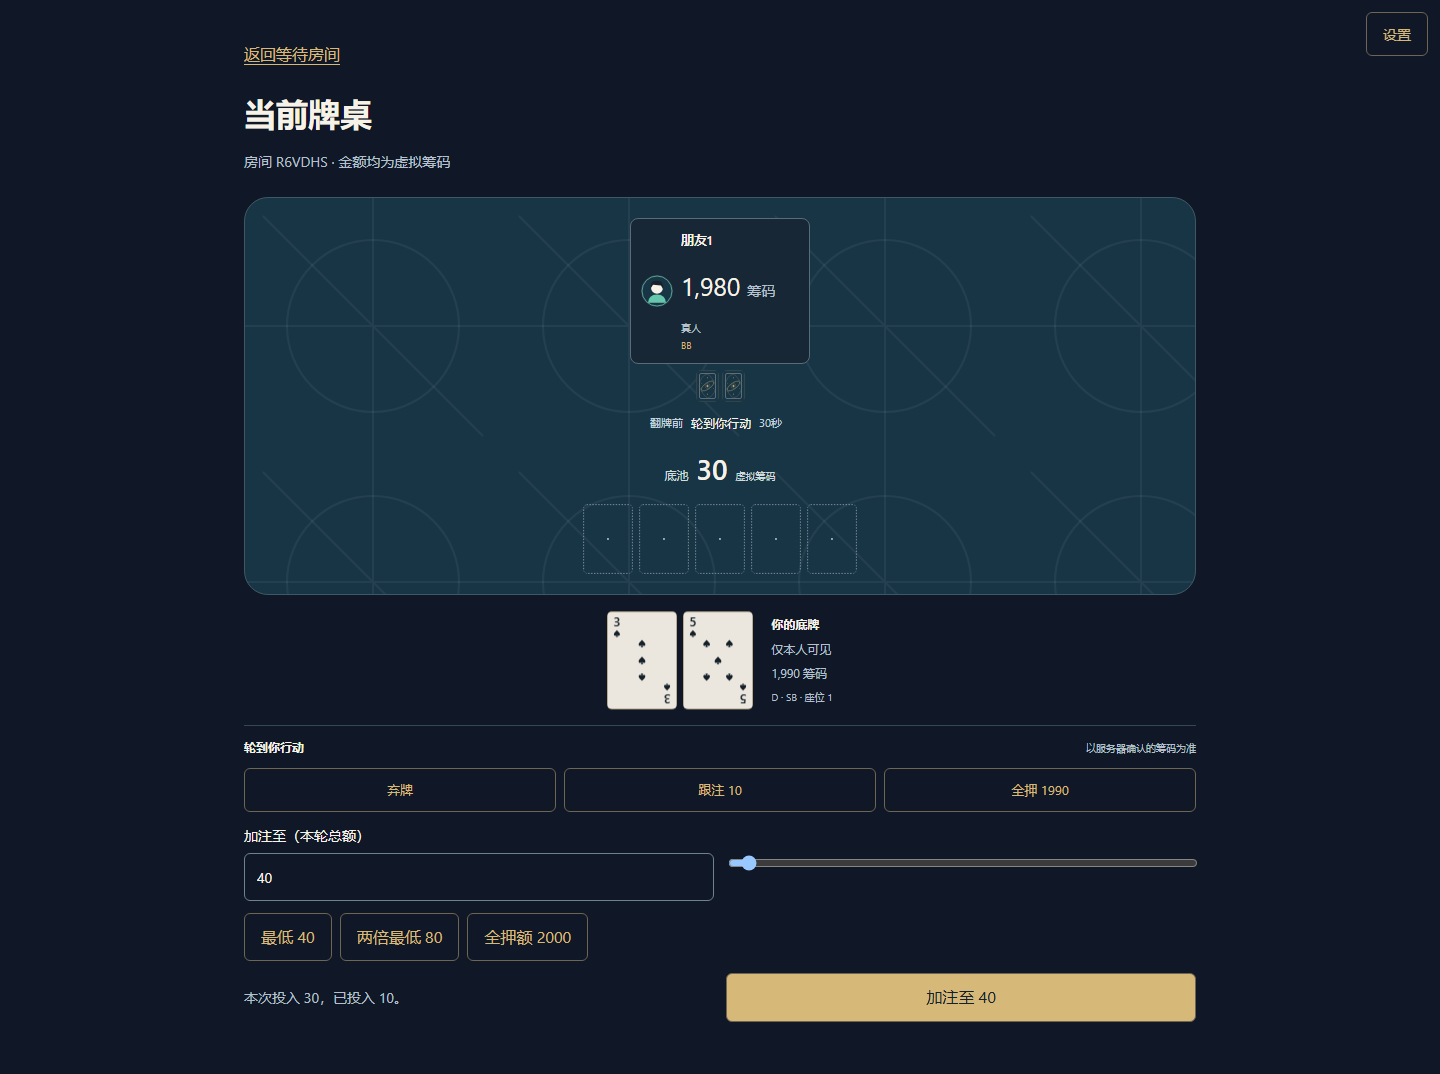 设置
返回等待房间
当前牌桌
房间 R6VDHS · 金额均为虚拟筹码
朋友1
1,980 筹码
真人
BB
翻牌前 轮到你行动 30秒
底池 30 虚拟筹码
3
3
5
5
你的底牌
仅本人可见
1,990 筹码
D · SB · 座位 1
轮到你行动
以服务器确认的筹码为准
弃牌
跟注 10
全押 1990
加注至（本轮总额）
40
最低 40
两倍最低 80
全押额 2000
本次投入 30，已投入 10。
加注至 40